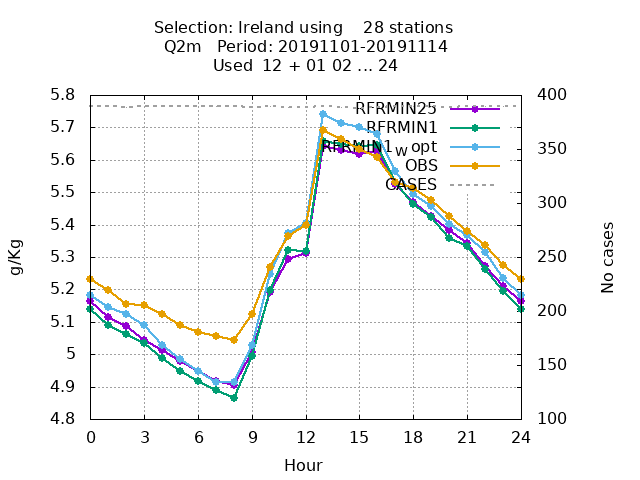 Selection: Ireland using 28 stations
Q2m Period: 20191101-20191114
Used 12 + 01 02 ... 24
5.8
5.7
5.6
5.5
5.4
5.3
5.2
5.1
5
4.9
4.8
g/Kg
400
350
300
250
200
150
100
No cases
RFRMIN25
RFRMIN1
RFRMIN1_W opt
OBS
CASES
0 3 6 9 12 15 18 21 24
Hour